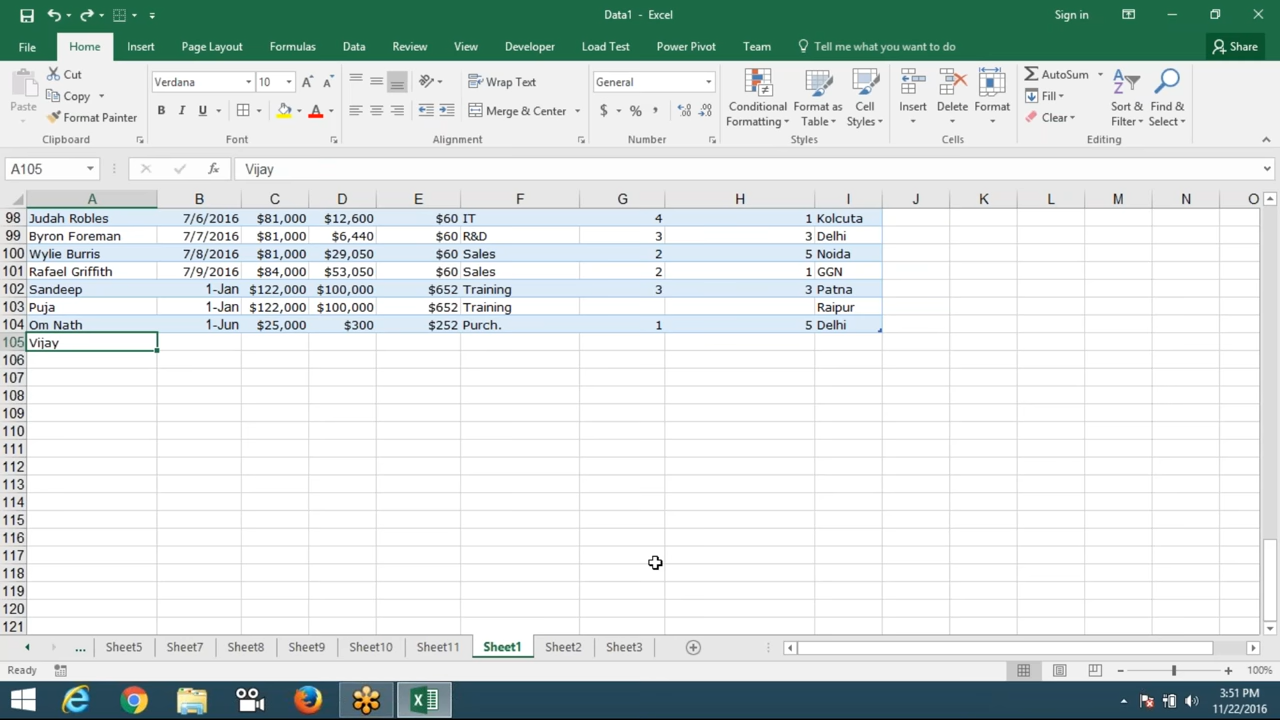 Data1 - Excel
Sign in
File Home Insert Page Layout Formulas Data Review View Developer Load Test Power Pivot Team Tell me what you want to do Share
Paste
Cut
Copy
Format Painter
Clipboard
Verdana 10
B I U A
Font
Wrap Text
Merge & Center
Alignment
General
$ % ,
Number
Conditional Formatting
Format as Table
Cell Styles
Styles
Insert
Delete
Format
Cells
AutoSum
Fill
Clear
Sort & Filter
Find & Select
Editing
A105 fx Vijay
A B C D E F G H I J K L M N O
98 Judah Robles 7/6/2016 $81,000 $12,600 $60 IT 4 1 Kolcuta
99 Byron Foreman 7/7/2016 $81,000 $6,440 $60 R&D 3 3 Delhi
100 Wylie Burris 7/8/2016 $81,000 $29,050 $60 Sales 2 5 Noida
101 Rafael Griffith 7/9/2016 $84,000 $53,050 $60 Sales 2 1 GGN
102 Sandeep 1-Jan $122,000 $100,000 $652 Training 3 3 Patna
103 Puja 1-Jan $122,000 $100,000 $652 Training Raipur
104 Om Nath 1-Jun $25,000 $300 $252 Purch. 1 5 Delhi
105 Vijay
106
107
108
109
110
111
112
113
114
115
116
117
118
119
120
121
... Sheet5 Sheet7 Sheet8 Sheet9 Sheet10 Sheet11 Sheet1 Sheet2 Sheet3
Ready 100%
3:51 PM
11/22/2016